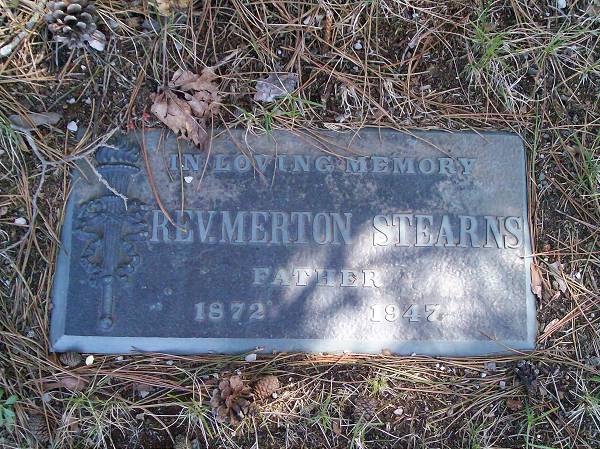 IN LOVING MEMORY
REV. MERTON STEARNS
FATHER
1872 1947